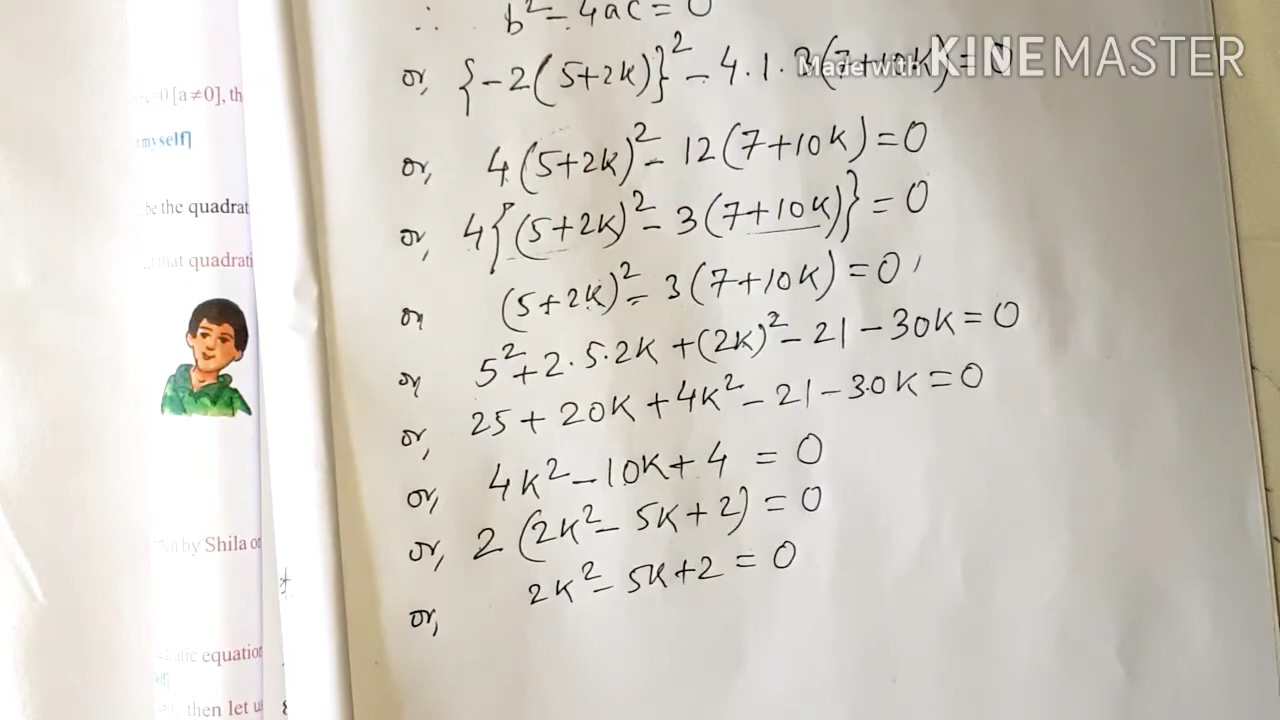 ∴ b² - 4ac = 0
or, {-2(5+2k)}² - 4.1.3(7+10k) = 0
Made with KINEMASTER
=0 [a≠0], th
myself]
or, 4(5+2k)² - 12(7+10k) = 0
be the quadrat
or, 4{(5+2k)² - 3(7+10k)} = 0
that quadrati
or (5+2k)² - 3(7+10k) = 0
or 5² + 2.5.2k + (2k)² - 21 - 30k = 0
or, 25 + 20k + 4k² - 21 - 30k = 0
or, 4k² - 10k + 4 = 0
or, 2(2k² - 5k + 2) = 0
by Shila or
or, 2k² - 5k + 2 = 0
equation
then let us